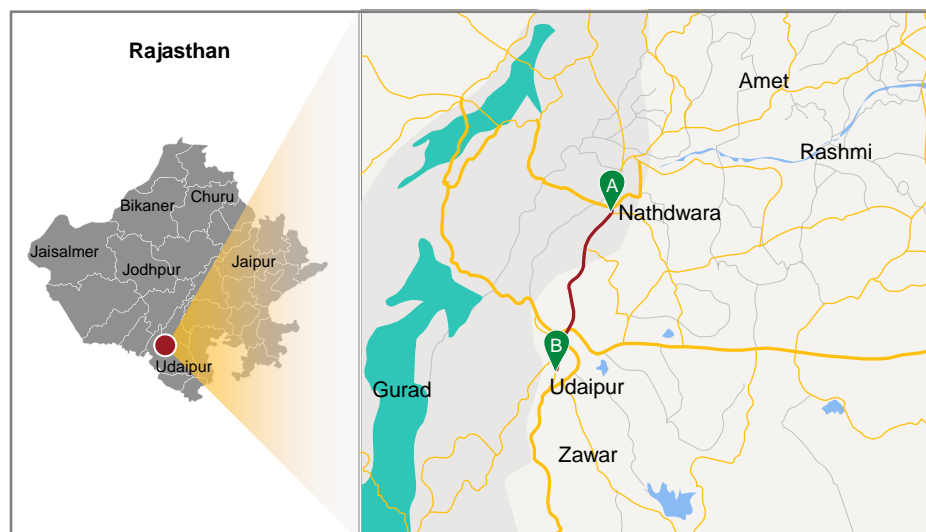 Rajasthan
Churu
Bikaner
Jaisalmer
Jodhpur
Jaipur
Udaipur
Amet
Rashmi
A
Nathdwara
B
Udaipur
Gurad
Zawar